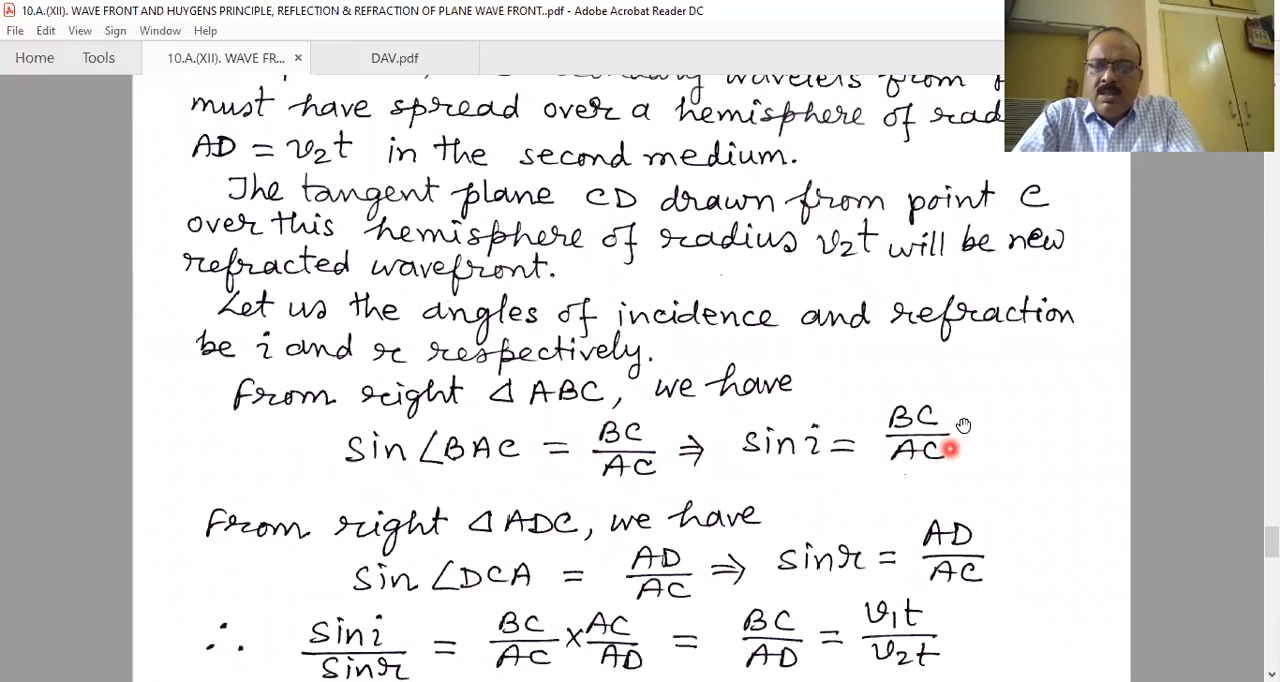 10.A.(XII). WAVE FRONT AND HUYGENS PRINCIPLE, REFLECTION & REFRACTION OF PLANE WAVE FRONT..pdf - Adobe Acrobat Reader DC
File Edit View Sign Window Help
Home Tools 10.A.(XII). WAVE FR... × DAV.pdf
secondary wavelets from
must have spread over a hemisphere of rad
AD = v₂t in the second medium.
The tangent plane CD drawn from point C
over this hemisphere of radius v₂t will be new
refracted wavefront.
Let us the angles of incidence and refraction
be i and r respectively.
From right △ ABC, we have
sin ∠BAC = BC/AC ⇒ sin i = BC/AC
From right △ ADC, we have
sin ∠DCA = AD/AC ⇒ sin r = AD/AC
∴ sin i / sin r = BC/AC × AC/AD = BC/AD = v₁t/v₂t